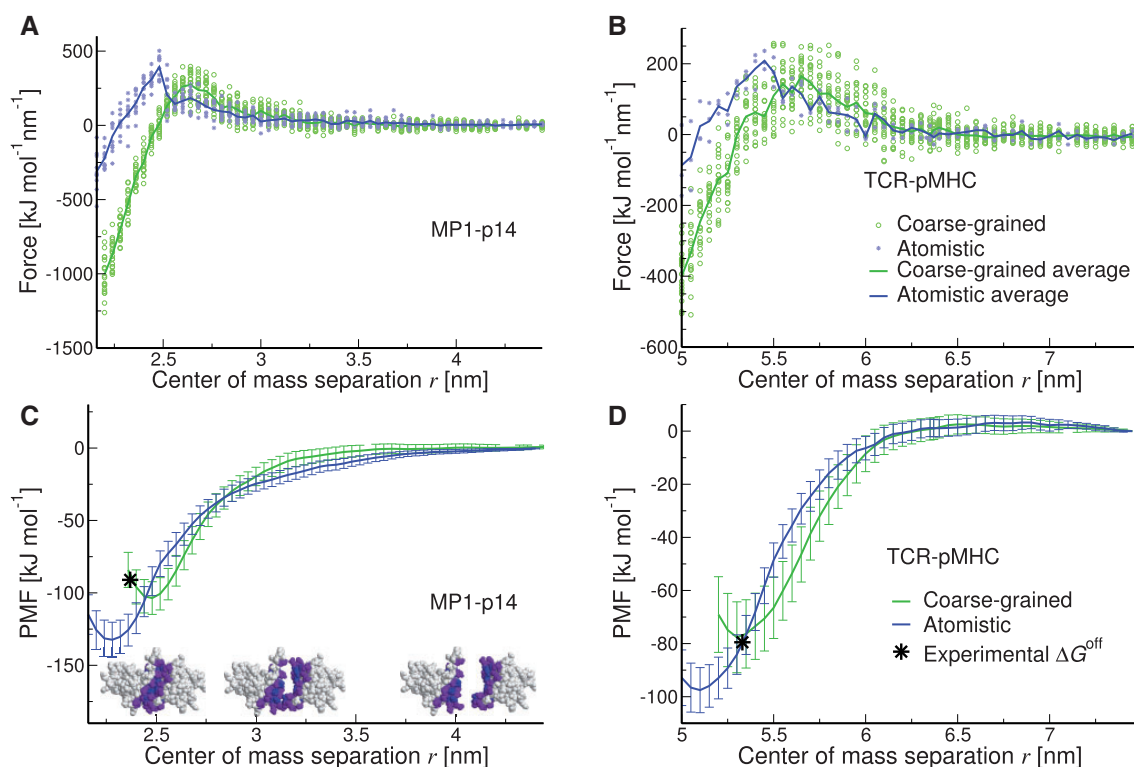 A
500
0
-500
-1000
-1500
Force [kJ mol⁻¹ nm⁻¹]
MP1-p14
2.5 3 3.5 4
Center of mass separation r [nm]
B
200
0
-200
-400
-600
Force [kJ mol⁻¹ nm⁻¹]
TCR-pMHC
Coarse-grained
Atomistic
Coarse-grained average
Atomistic average
5 5.5 6 6.5 7
Center of mass separation r [nm]
C
0
-50
-100
-150
PMF [kJ mol⁻¹]
MP1-p14
2.5 3 3.5 4
Center of mass separation r [nm]
D
0
-20
-40
-60
-80
-100
PMF [kJ mol⁻¹]
TCR-pMHC
Coarse-grained
Atomistic
Experimental ΔG^off
5 5.5 6 6.5 7
Center of mass separation r [nm]